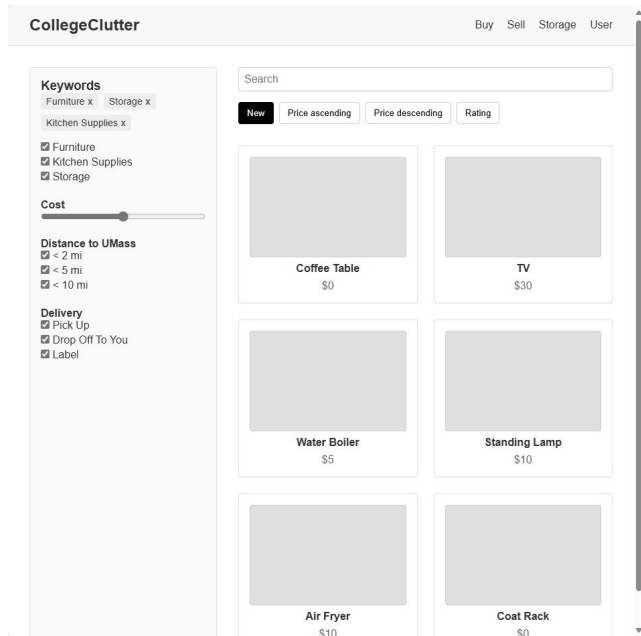 CollegeClutter
Buy Sell Storage User
Keywords
Furniture x Storage x
Kitchen Supplies x
Furniture
Kitchen Supplies
Storage
Cost
Distance to UMass
< 2 mi
< 5 mi
< 10 mi
Delivery
Pick Up
Drop Off To You
Label
Search
New Price ascending Price descending Rating
Coffee Table
$0
TV
$30
Water Boiler
$5
Standing Lamp
$10
Air Fryer
$10
Coat Rack
$0